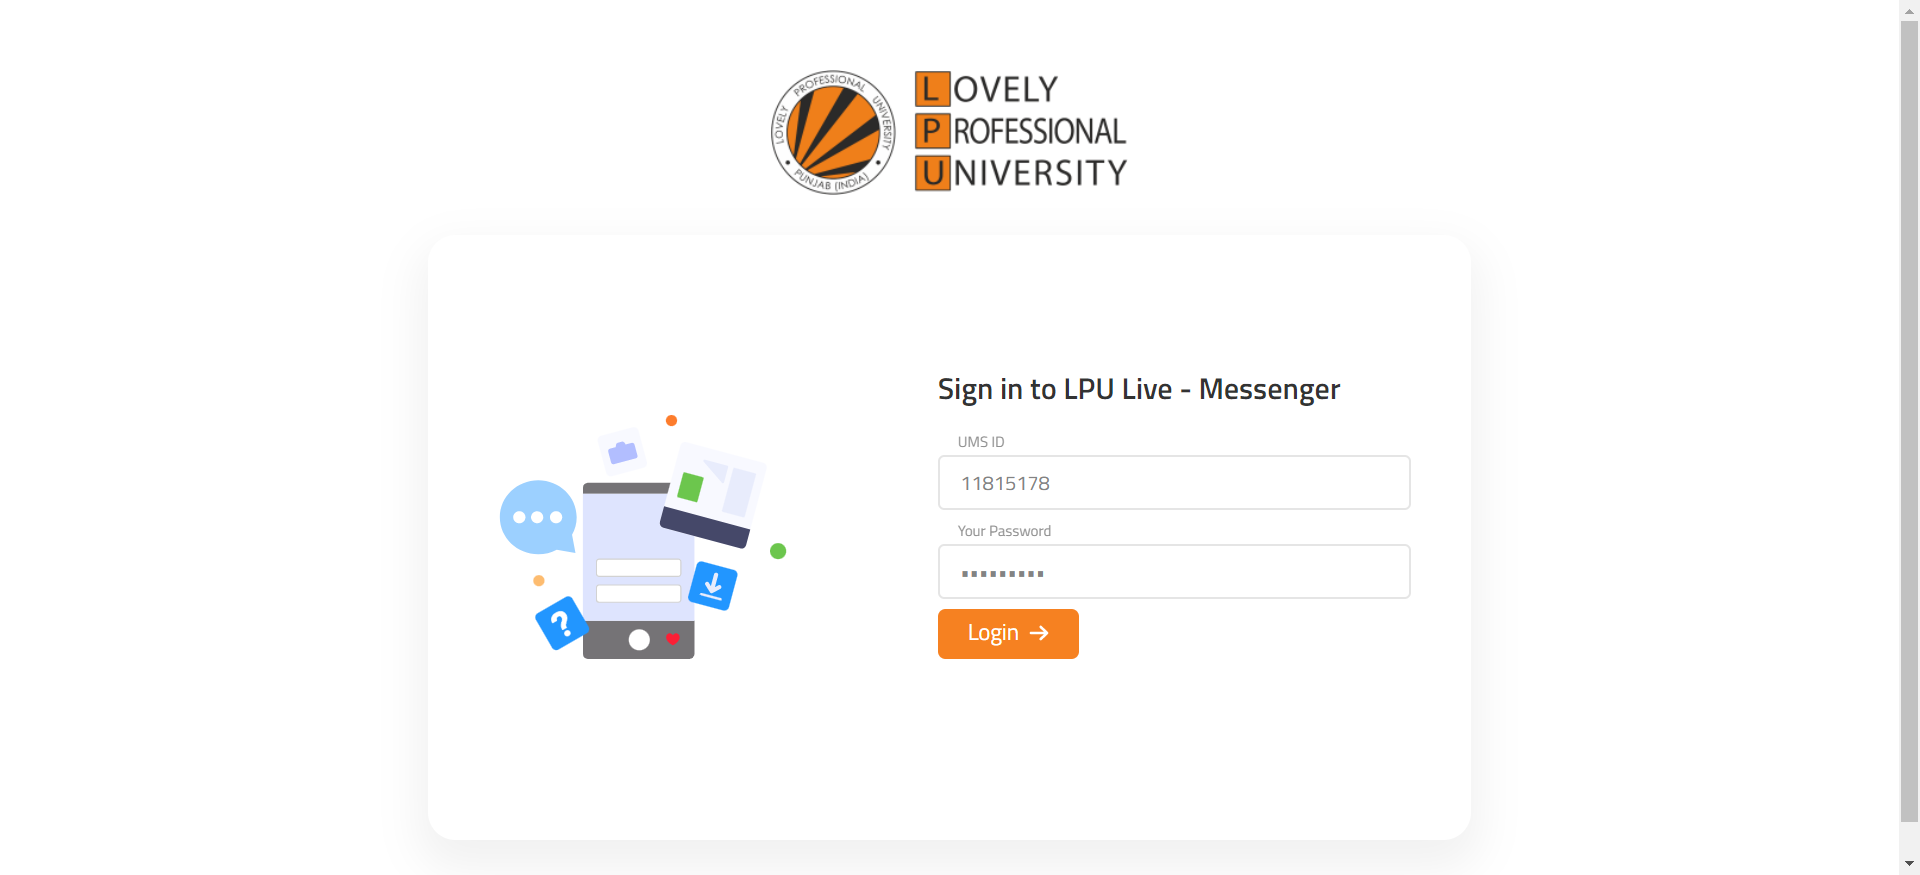 LOVELY PROFESSIONAL UNIVERSITY
PUNJAB (INDIA)
LOVELY
PROFESSIONAL
UNIVERSITY
Sign in to LPU Live - Messenger
UMS ID
11815178
Your Password
•••••••••
Login →
?